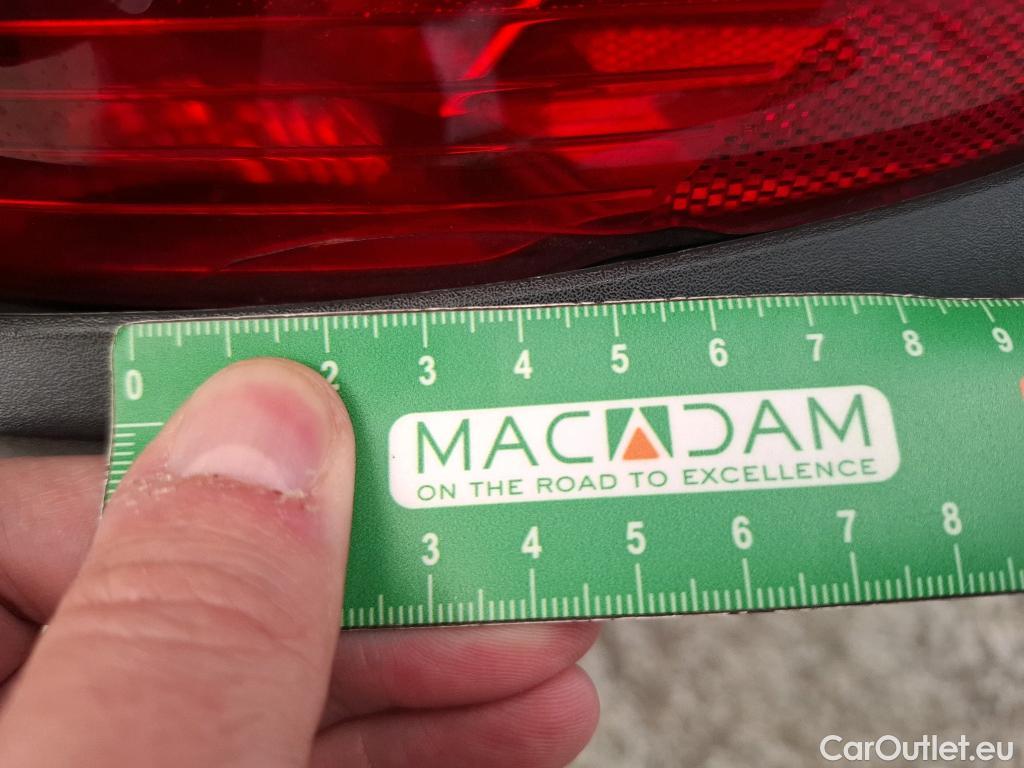 0 2 3 4 5 6 7 8 9
MACADAM
ON THE ROAD TO EXCELLENCE
3 4 5 6 7 8
CarOutlet.eu